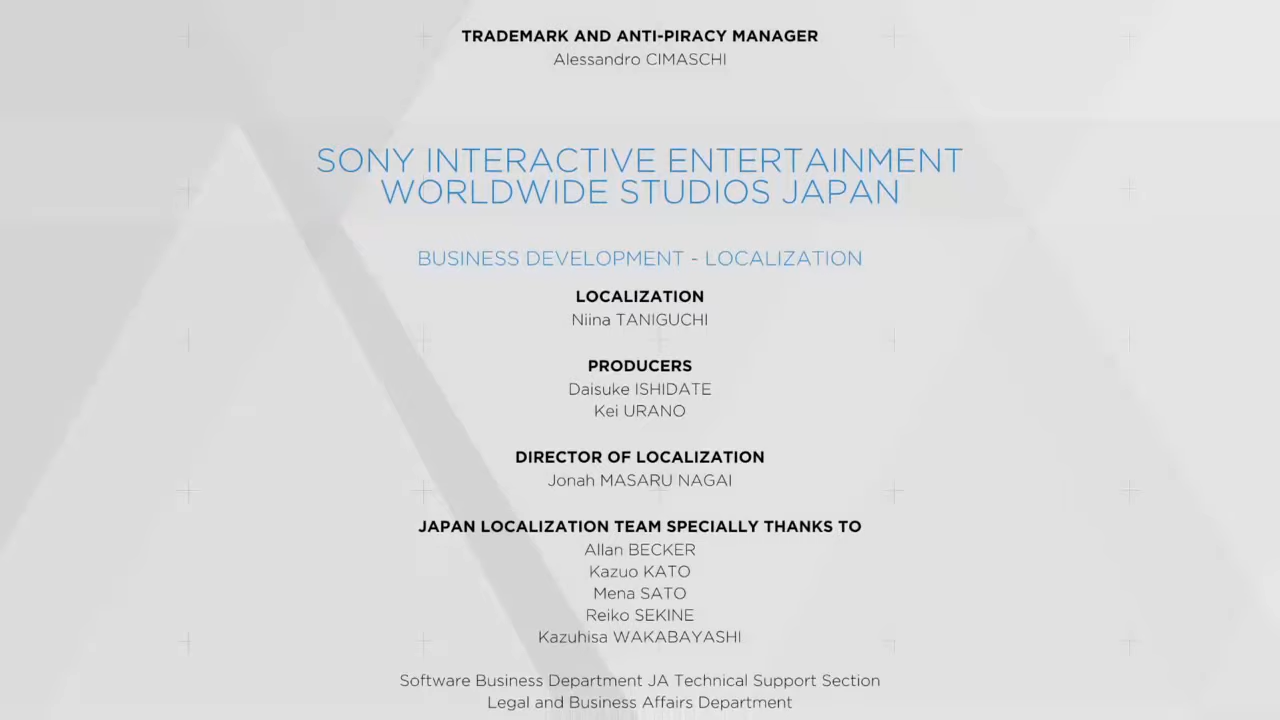 TRADEMARK AND ANTI-PIRACY MANAGER
Alessandro CIMASCHI
SONY INTERACTIVE ENTERTAINMENT
WORLDWIDE STUDIOS JAPAN
BUSINESS DEVELOPMENT - LOCALIZATION
LOCALIZATION
Niina TANIGUCHI
PRODUCERS
Daisuke ISHIDATE
Kei URANO
DIRECTOR OF LOCALIZATION
Jonah MASARU NAGAI
JAPAN LOCALIZATION TEAM SPECIALLY THANKS TO
Allan BECKER
Kazuo KATO
Mena SATO
Reiko SEKINE
Kazuhisa WAKABAYASHI
Software Business Department JA Technical Support Section
Legal and Business Affairs Department